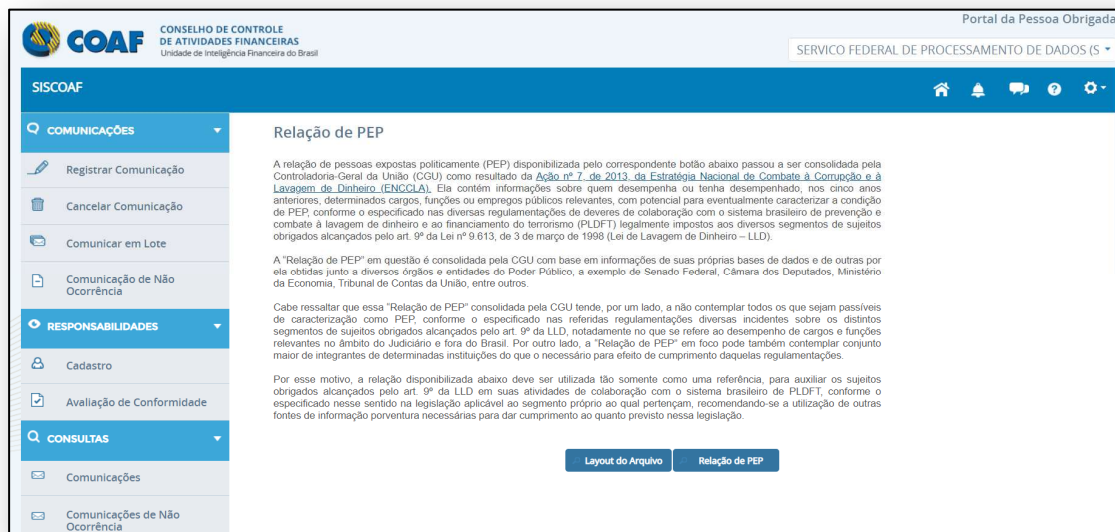 Portal da Pessoa Obrigada
COAF
CONSELHO DE CONTROLE
DE ATIVIDADES FINANCEIRAS
Unidade de Inteligência Financeira do Brasil
SERVICO FEDERAL DE PROCESSAMENTO DE DADOS (S
SISCOAF
COMUNICAÇÕES
Registrar Comunicação
Cancelar Comunicação
Comunicar em Lote
Comunicação de Não
Ocorrência
RESPONSABILIDADES
Cadastro
Avaliação de Conformidade
CONSULTAS
Comunicações
Comunicações de Não
Ocorrência
Relação de PEP
A relação de pessoas expostas politicamente (PEP) disponibilizada pelo correspondente botão abaixo passou a ser consolidada pela
Controladoria-Geral da União (CGU) como resultado da Ação nº 7, de 2013, da Estratégia Nacional de Combate à Corrupção e à
Lavagem de Dinheiro (ENCCLA). Ela contém informações sobre quem desempenha ou tenha desempenhado, nos cinco anos
anteriores, determinados cargos, funções ou empregos públicos relevantes, com potencial para eventualmente caracterizar a condição
de PEP, conforme o especificado nas diversas regulamentações de deveres de colaboração com o sistema brasileiro de prevenção e
combate à lavagem de dinheiro e ao financiamento do terrorismo (PLDFT) legalmente impostos aos diversos segmentos de sujeitos
obrigados alcançados pelo art. 9º da Lei nº 9.613, de 3 de março de 1998 (Lei de Lavagem de Dinheiro – LLD).
A "Relação de PEP" em questão é consolidada pela CGU com base em informações de suas próprias bases de dados e de outras por
ela obtidas junto a diversos órgãos e entidades do Poder Público, a exemplo de Senado Federal, Câmara dos Deputados, Ministério
da Economia, Tribunal de Contas da União, entre outros.
Cabe ressaltar que essa "Relação de PEP" consolidada pela CGU tende, por um lado, a não contemplar todos os que sejam passíveis
de caracterização como PEP, conforme o especificado nas referidas regulamentações diversas incidentes sobre os distintos
segmentos de sujeitos obrigados alcançados pelo art. 9º da LLD, notadamente no que se refere ao desempenho de cargos e funções
relevantes no âmbito do Judiciário e fora do Brasil. Por outro lado, a "Relação de PEP" em foco pode também contemplar conjunto
maior de integrantes de determinadas instituições do que o necessário para efeito de cumprimento daquelas regulamentações.
Por esse motivo, a relação disponibilizada abaixo deve ser utilizada tão somente como uma referência, para auxiliar os sujeitos
obrigados alcançados pelo art. 9º da LLD em suas atividades de colaboração com o sistema brasileiro de PLDFT, conforme o
especificado nesse sentido na legislação aplicável ao segmento próprio ao qual pertençam, recomendando-se a utilização de outras
fontes de informação porventura necessárias para dar cumprimento ao quanto previsto nessa legislação.
Layout do Arquivo
Relação de PEP